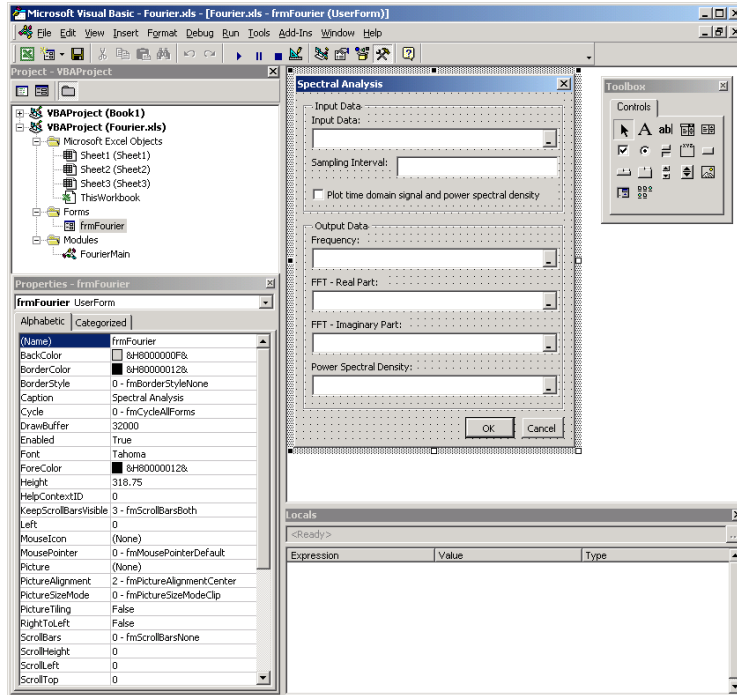 Microsoft Visual Basic - Fourier.xls - [Fourier.xls - frmFourier (UserForm)]
File Edit View Insert Format Debug Run Tools Add-Ins Window Help
Project - VBAProject
VBAProject (Book1)
VBAProject (Fourier.xls)
Microsoft Excel Objects
Sheet1 (Sheet1)
Sheet2 (Sheet2)
Sheet3 (Sheet3)
ThisWorkbook
Forms
frmFourier
Modules
FourierMain
Properties - frmFourier
frmFourier UserForm
Alphabetic Categorized
(Name) frmFourier
BackColor &H8000000F&
BorderColor &H80000012&
BorderStyle 0 - fmBorderStyleNone
Caption Spectral Analysis
Cycle 0 - fmCycleAllForms
DrawBuffer 32000
Enabled True
Font Tahoma
ForeColor &H80000012&
Height 318.75
HelpContextID 0
KeepScrollBarsVisible 3 - fmScrollBarsBoth
Left 0
MouseIcon (None)
MousePointer 0 - fmMousePointerDefault
Picture (None)
PictureAlignment 2 - fmPictureAlignmentCenter
PictureSizeMode 0 - fmPictureSizeModeClip
PictureTiling False
RightToLeft False
ScrollBars 0 - fmScrollBarsNone
ScrollHeight 0
ScrollLeft 0
ScrollTop 0
Spectral Analysis
Input Data
Input Data:
Sampling Interval:
Plot time domain signal and power spectral density
Output Data
Frequency:
FFT - Real Part:
FFT - Imaginary Part:
Power Spectral Density:
OK Cancel
Toolbox
Controls
A ab|
Locals
<Ready>
Expression Value Type